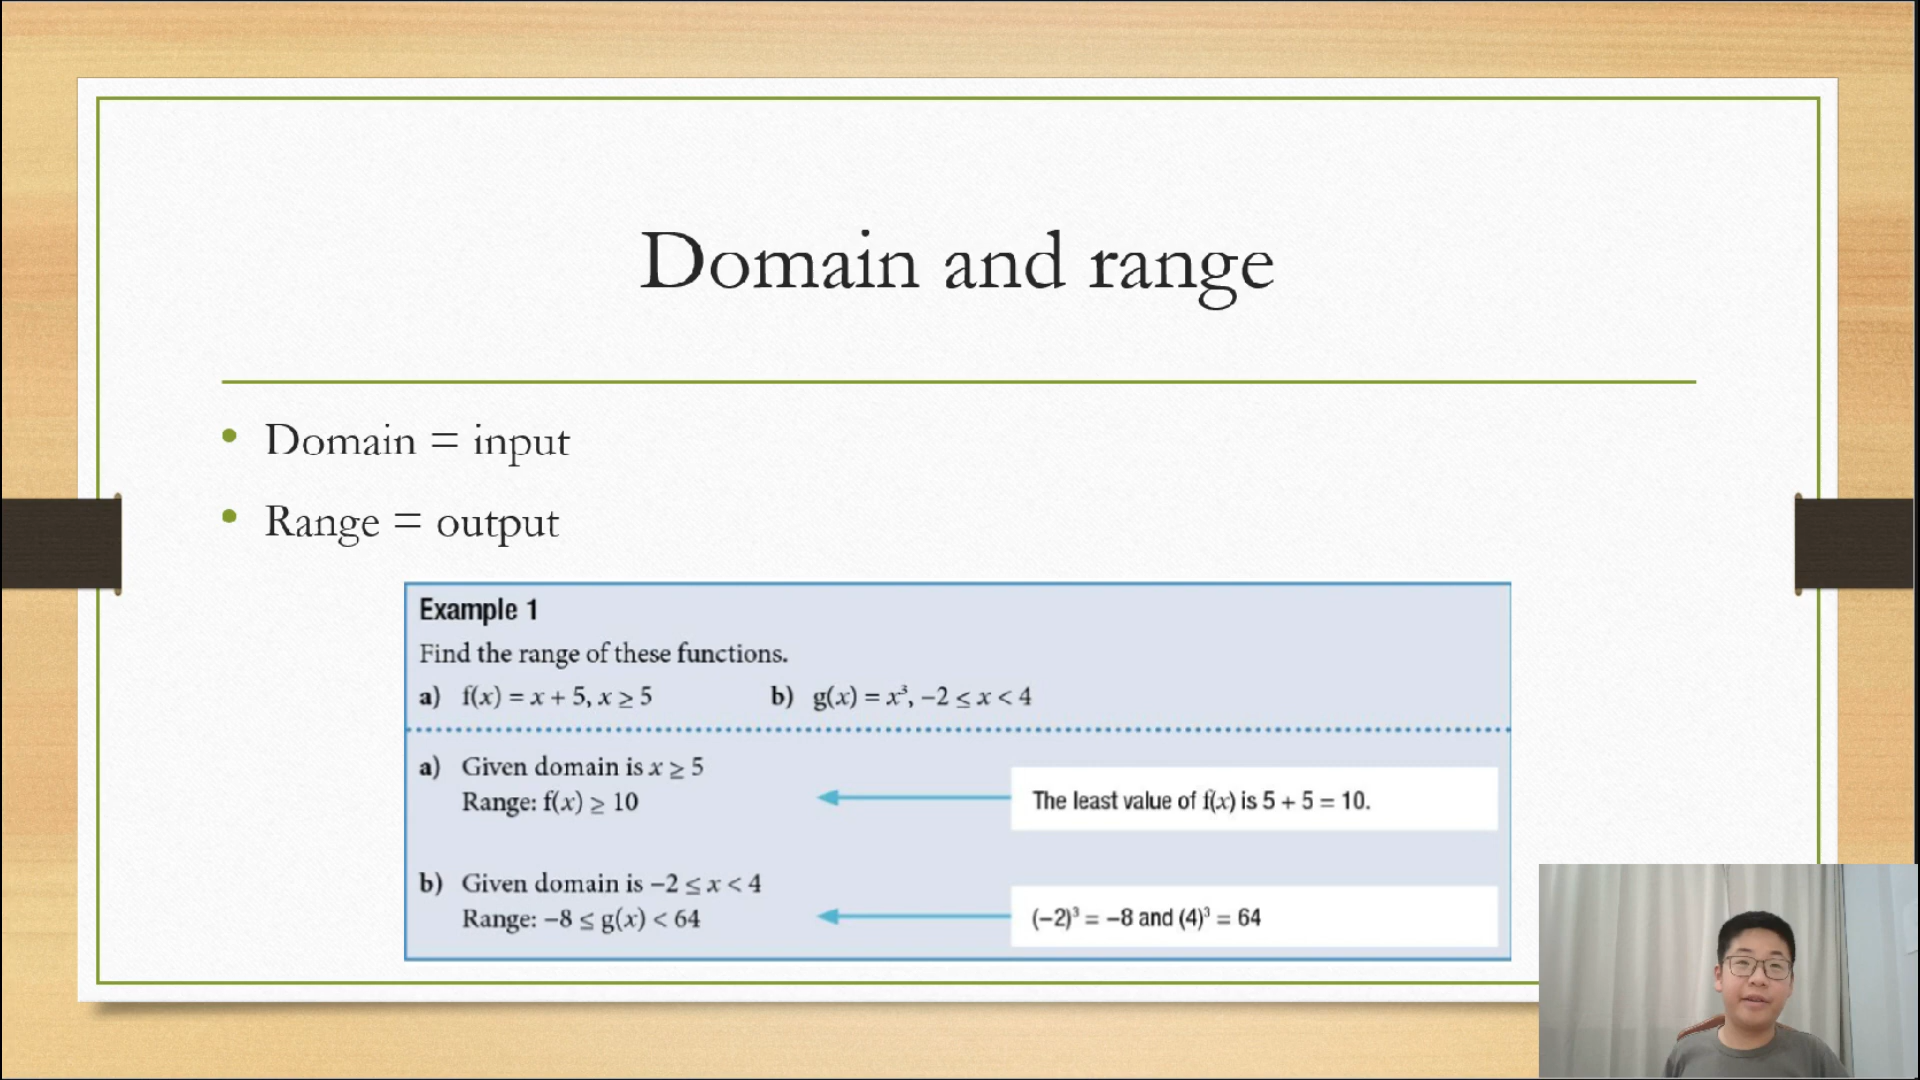 Domain and range
• Domain = input
• Range = output
Example 1
Find the range of these functions.
a) f(x) = x + 5, x ≥ 5 b) g(x) = x³, −2 ≤ x < 4
a) Given domain is x ≥ 5
Range: f(x) ≥ 10
The least value of f(x) is 5 + 5 = 10.
b) Given domain is −2 ≤ x < 4
Range: −8 ≤ g(x) < 64
(−2)³ = −8 and (4)³ = 64